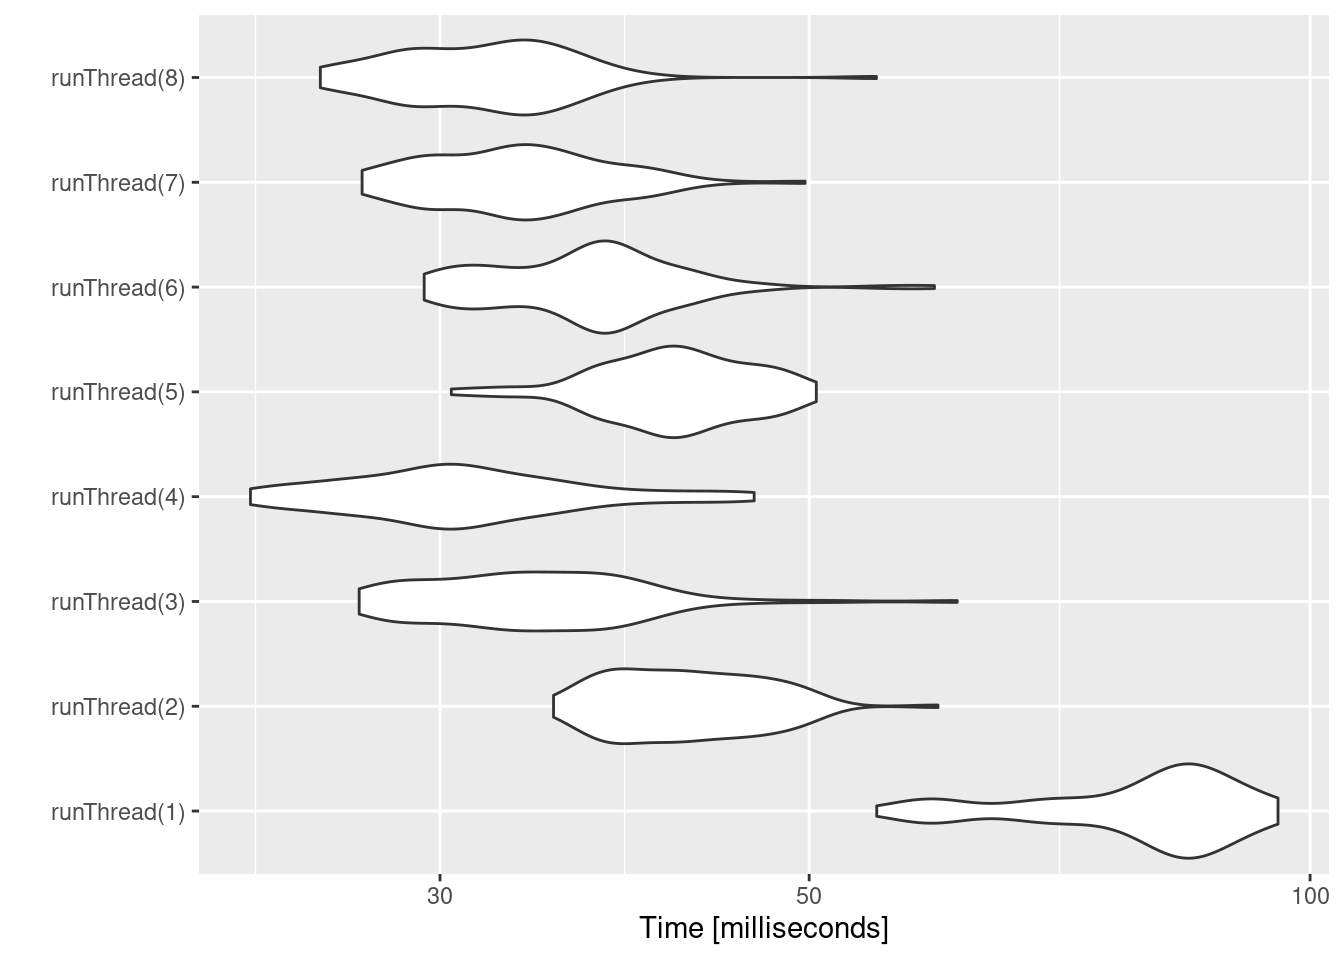 runThread(8)
runThread(7)
runThread(6)
runThread(5)
runThread(4)
runThread(3)
runThread(2)
runThread(1)
30 50 100
Time [milliseconds]